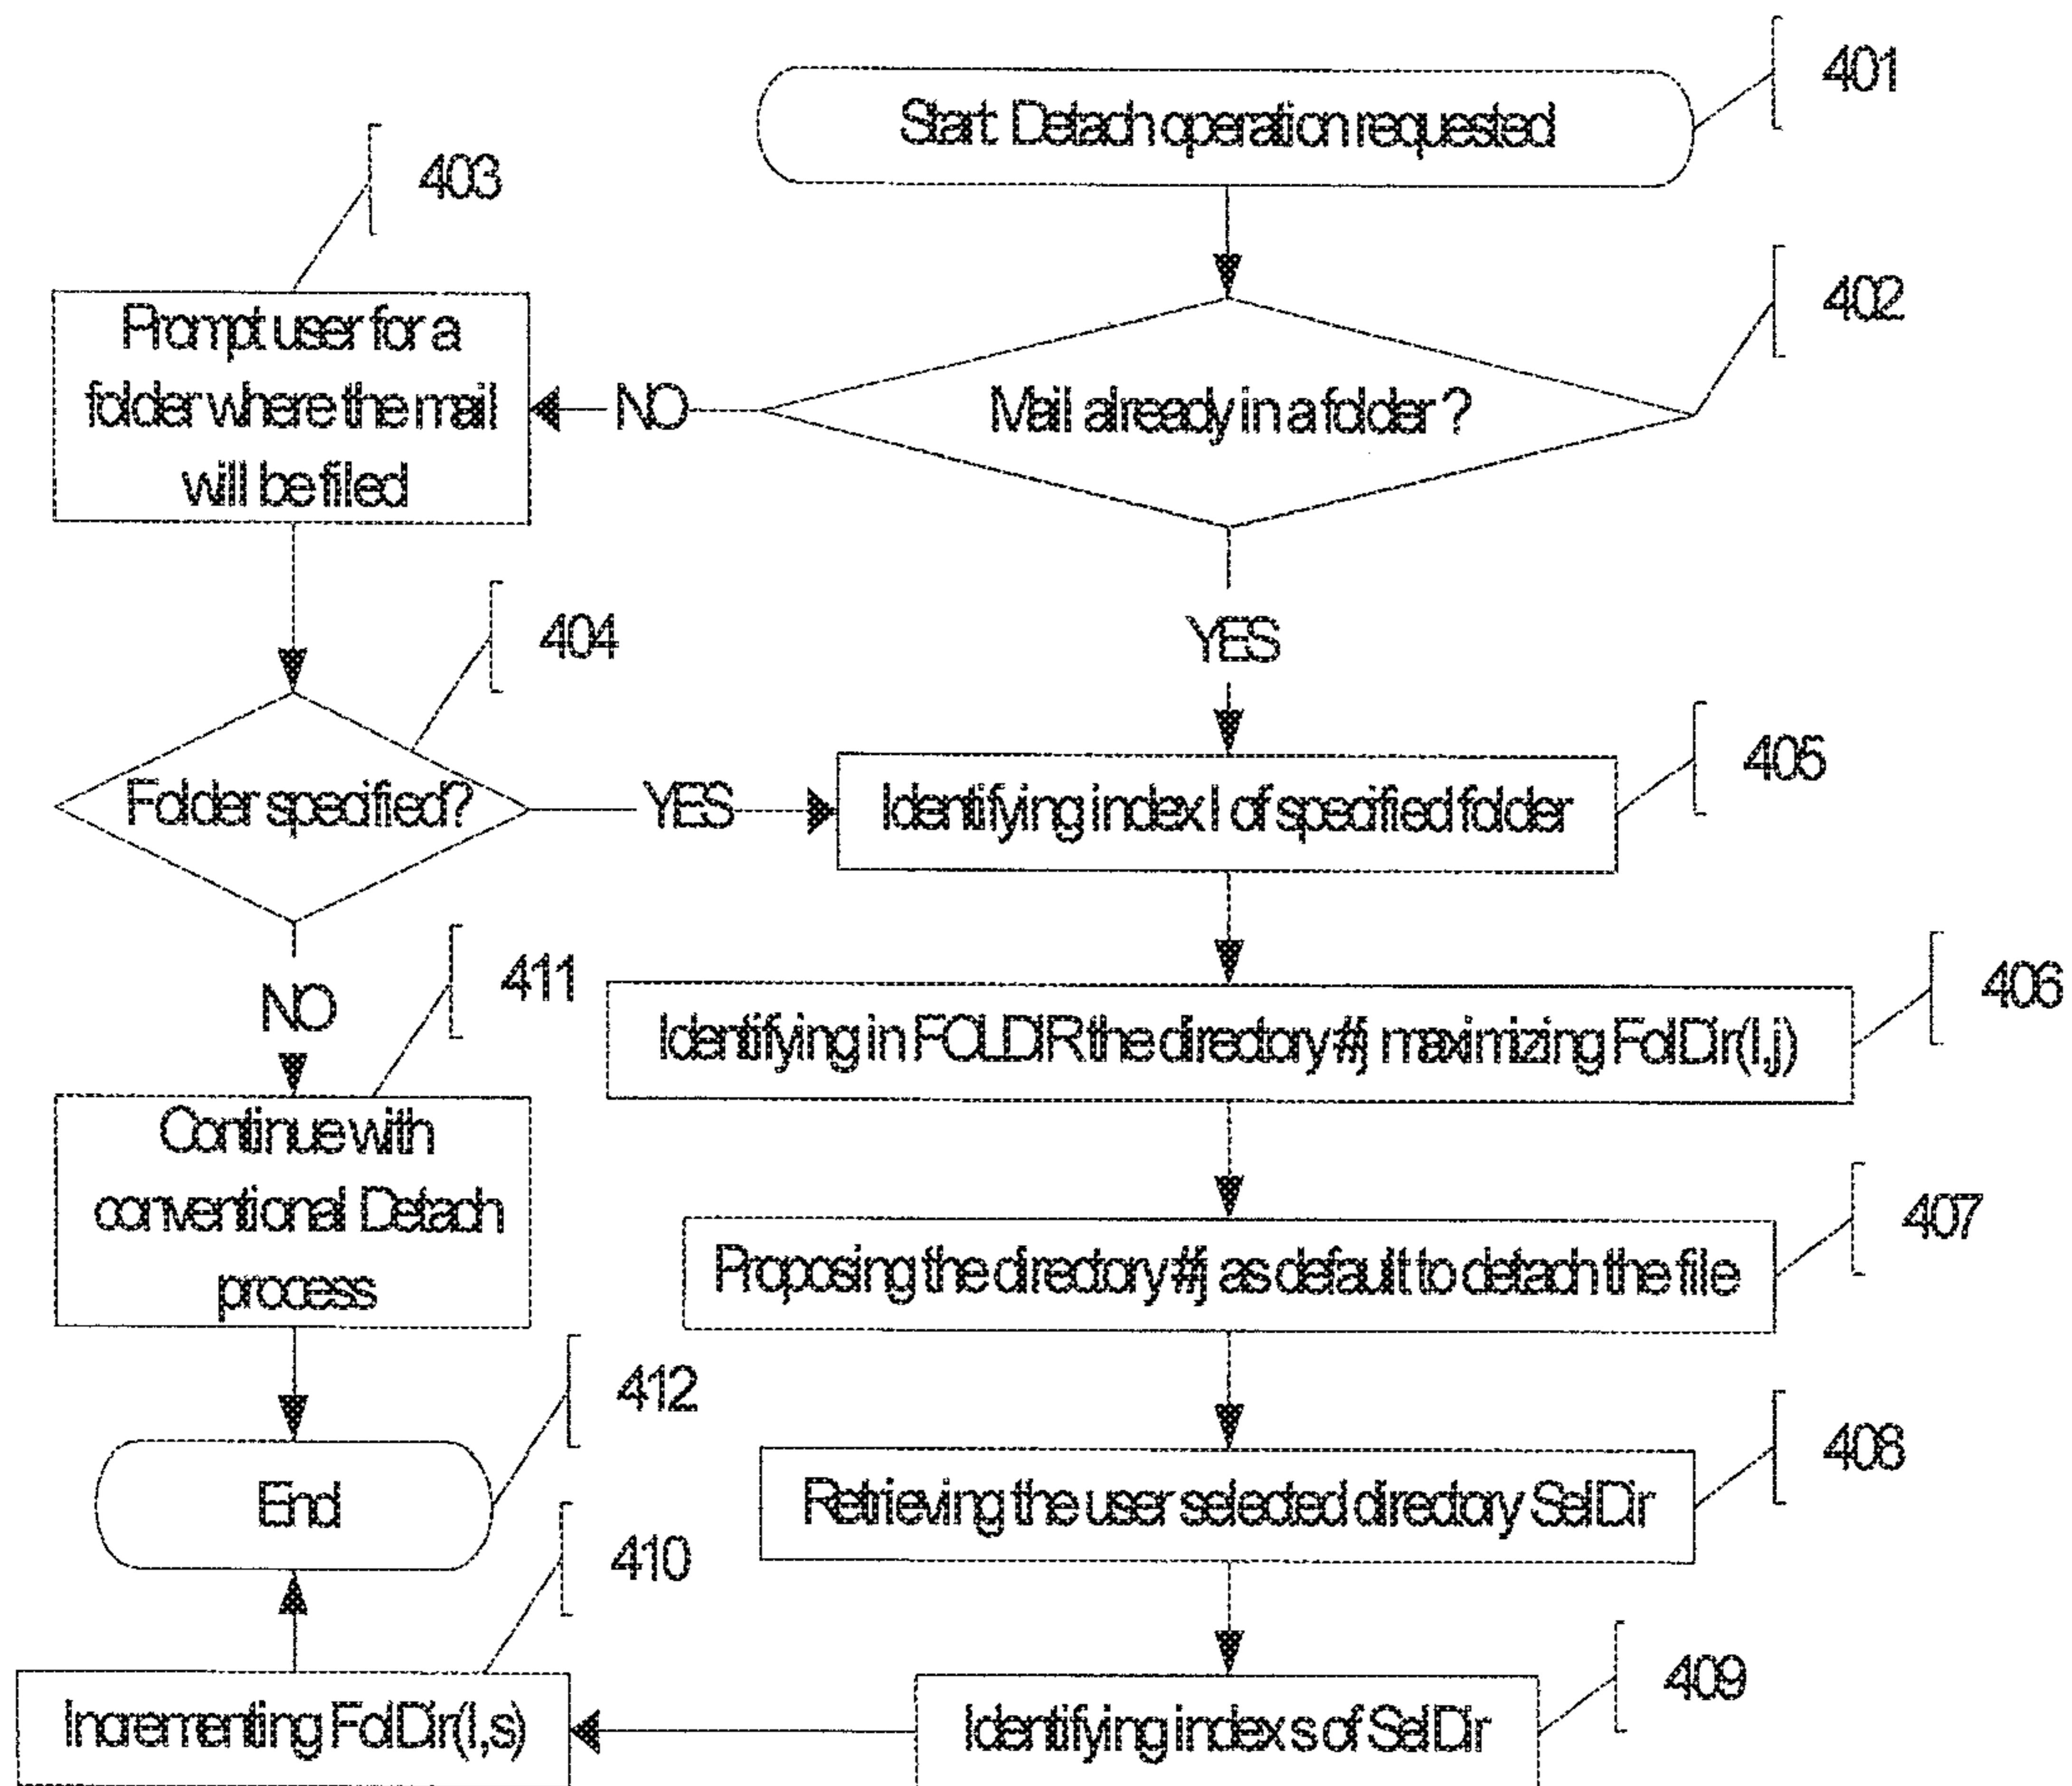 401
Start: Detach operation requested
403
402
Prompt user for a
folder where the mail
will be filed
NO
Mail already in a folder ?
YES
404
Folder specified?
YES
405
Identifying index I of specified folder
NO
411
406
Identifying in FOLDIR the directory #j maximizing FolDir(I,j)
Continue with
conventional Detach
process
407
Proposing the directory #j as default to detach the file
412
End
408
Retrieving the user selected directory SelDir
410
Incrementing FolDir(I,s)
409
Identifying index s of SelDir